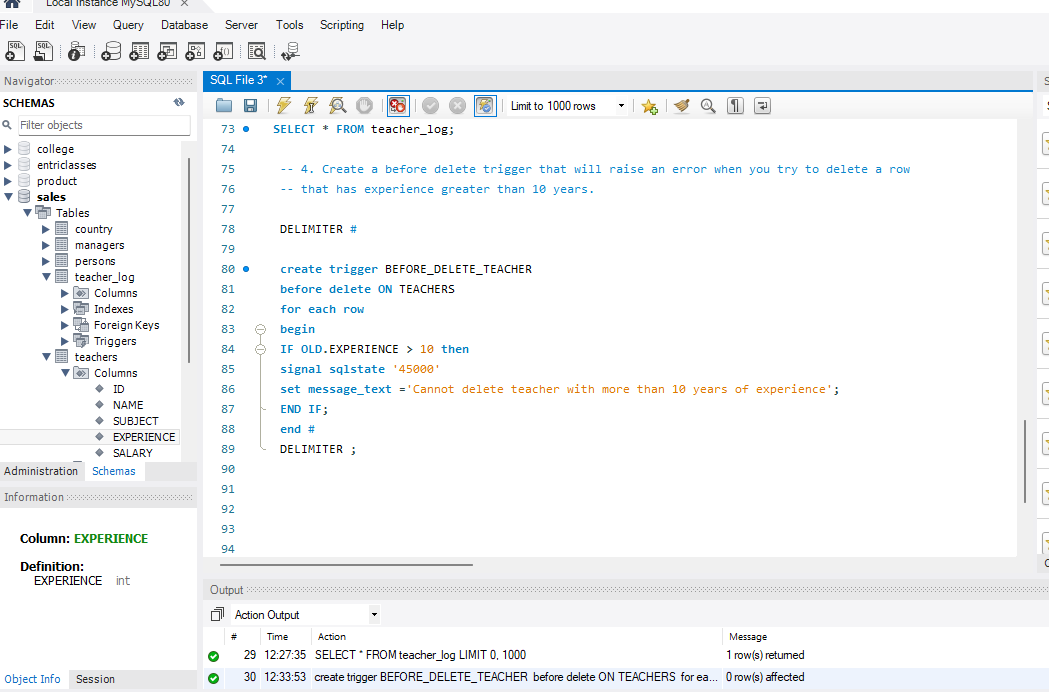 Local instance MySQL80 ×
File Edit View Query Database Server Tools Scripting Help
Navigator
SCHEMAS
Filter objects
college
entriclasses
product
sales
Tables
country
managers
persons
teacher_log
Columns
Indexes
Foreign Keys
Triggers
teachers
Columns
ID
NAME
SUBJECT
EXPERIENCE
SALARY
Administration Schemas
Information
Column: EXPERIENCE
Definition:
EXPERIENCE int
Object Info Session
SQL File 3* ×
Limit to 1000 rows
73 SELECT * FROM teacher_log;
74
75 -- 4. Create a before delete trigger that will raise an error when you try to delete a row
76 -- that has experience greater than 10 years.
77
78 DELIMITER #
79
80 create trigger BEFORE_DELETE_TEACHER
81 before delete ON TEACHERS
82 for each row
83 begin
84 IF OLD.EXPERIENCE > 10 then
85 signal sqlstate '45000'
86 set message_text ='Cannot delete teacher with more than 10 years of experience';
87 END IF;
88 end #
89 DELIMITER ;
90
91
92
93
94
Output
Action Output
# Time Action Message
29 12:27:35 SELECT * FROM teacher_log LIMIT 0, 1000 1 row(s) returned
30 12:33:53 create trigger BEFORE_DELETE_TEACHER before delete ON TEACHERS for ea... 0 row(s) affected